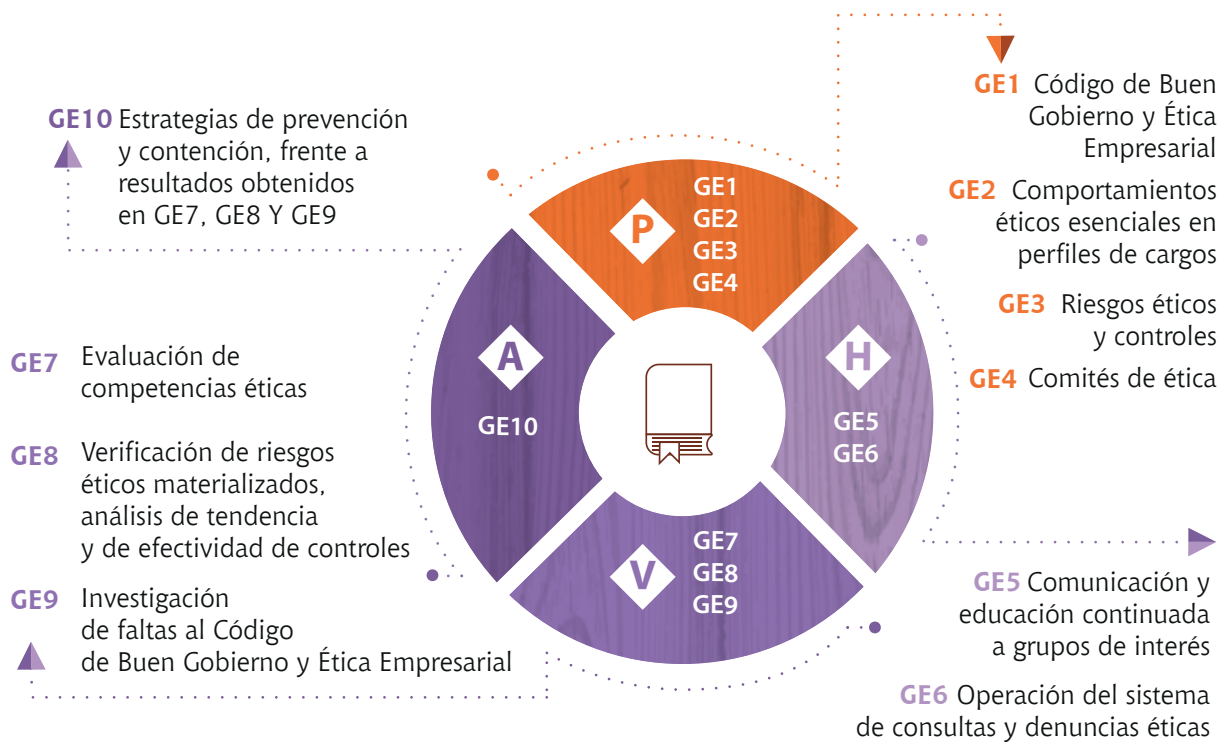 GE1 Código de Buen
Gobierno y Ética
Empresarial
GE2 Comportamientos
éticos esenciales en
perfiles de cargos
GE3 Riesgos éticos
y controles
GE4 Comités de ética
GE10 Estrategias de prevención
y contención, frente a
resultados obtenidos
en GE7, GE8 Y GE9
P
GE1
GE2
GE3
GE4
H
GE5
GE6
A
GE10
V
GE7
GE8
GE9
GE7 Evaluación de
competencias éticas
GE8 Verificación de riesgos
éticos materializados,
análisis de tendencia
y de efectividad de controles
GE9 Investigación
de faltas al Código
de Buen Gobierno y Ética Empresarial
GE5 Comunicación y
educación continuada
a grupos de interés
GE6 Operación del sistema
de consultas y denuncias éticas